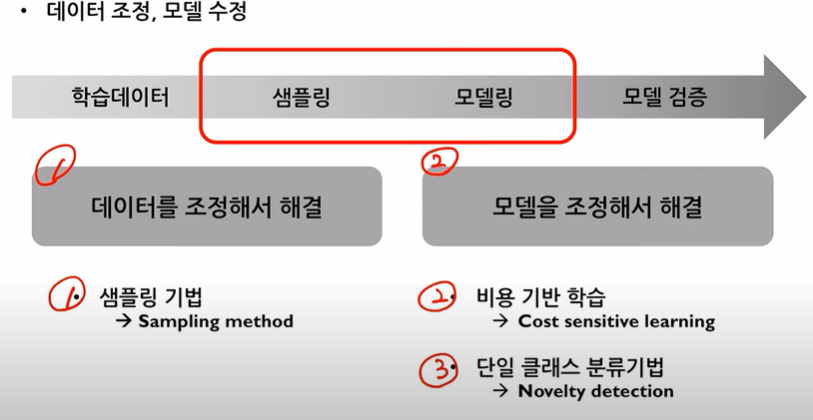 • 데이터 조정, 모델 수정
학습데이터 샘플링 모델링 모델 검증
1 2
데이터를 조정해서 해결 모델을 조정해서 해결
1. • 샘플링 기법 2. • 비용 기반 학습
→ Sampling method → Cost sensitive learning
3 • 단일 클래스 분류기법
→ Novelty detection